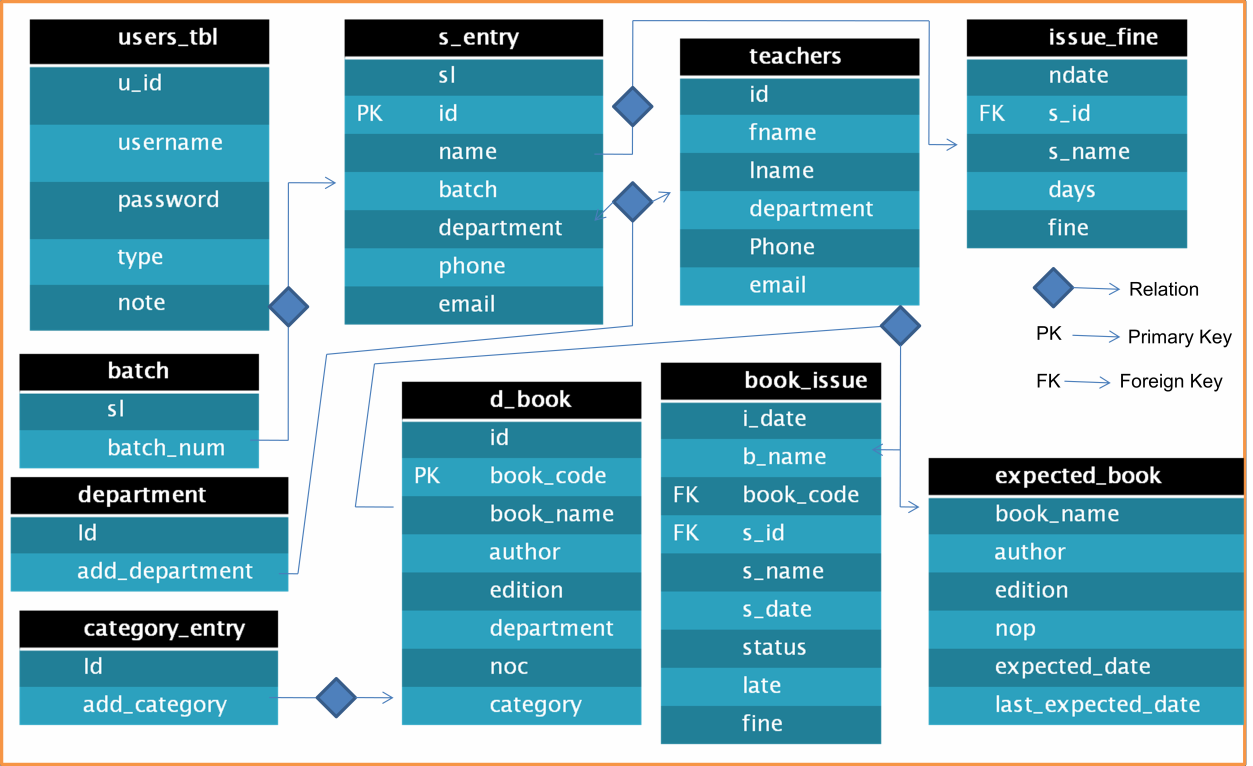 users_tbl
u_id
username
password
type
note
s_entry
sl
PK id
name
batch
department
phone
email
teachers
id
fname
lname
department
Phone
email
issue_fine
ndate
FK s_id
s_name
days
fine
Relation
PK Primary Key
FK Foreign Key
batch
sl
batch_num
department
Id
add_department
category_entry
Id
add_category
d_book
id
PK book_code
book_name
author
edition
department
noc
category
book_issue
i_date
b_name
FK book_code
FK s_id
s_name
s_date
status
late
fine
expected_book
book_name
author
edition
nop
expected_date
last_expected_date